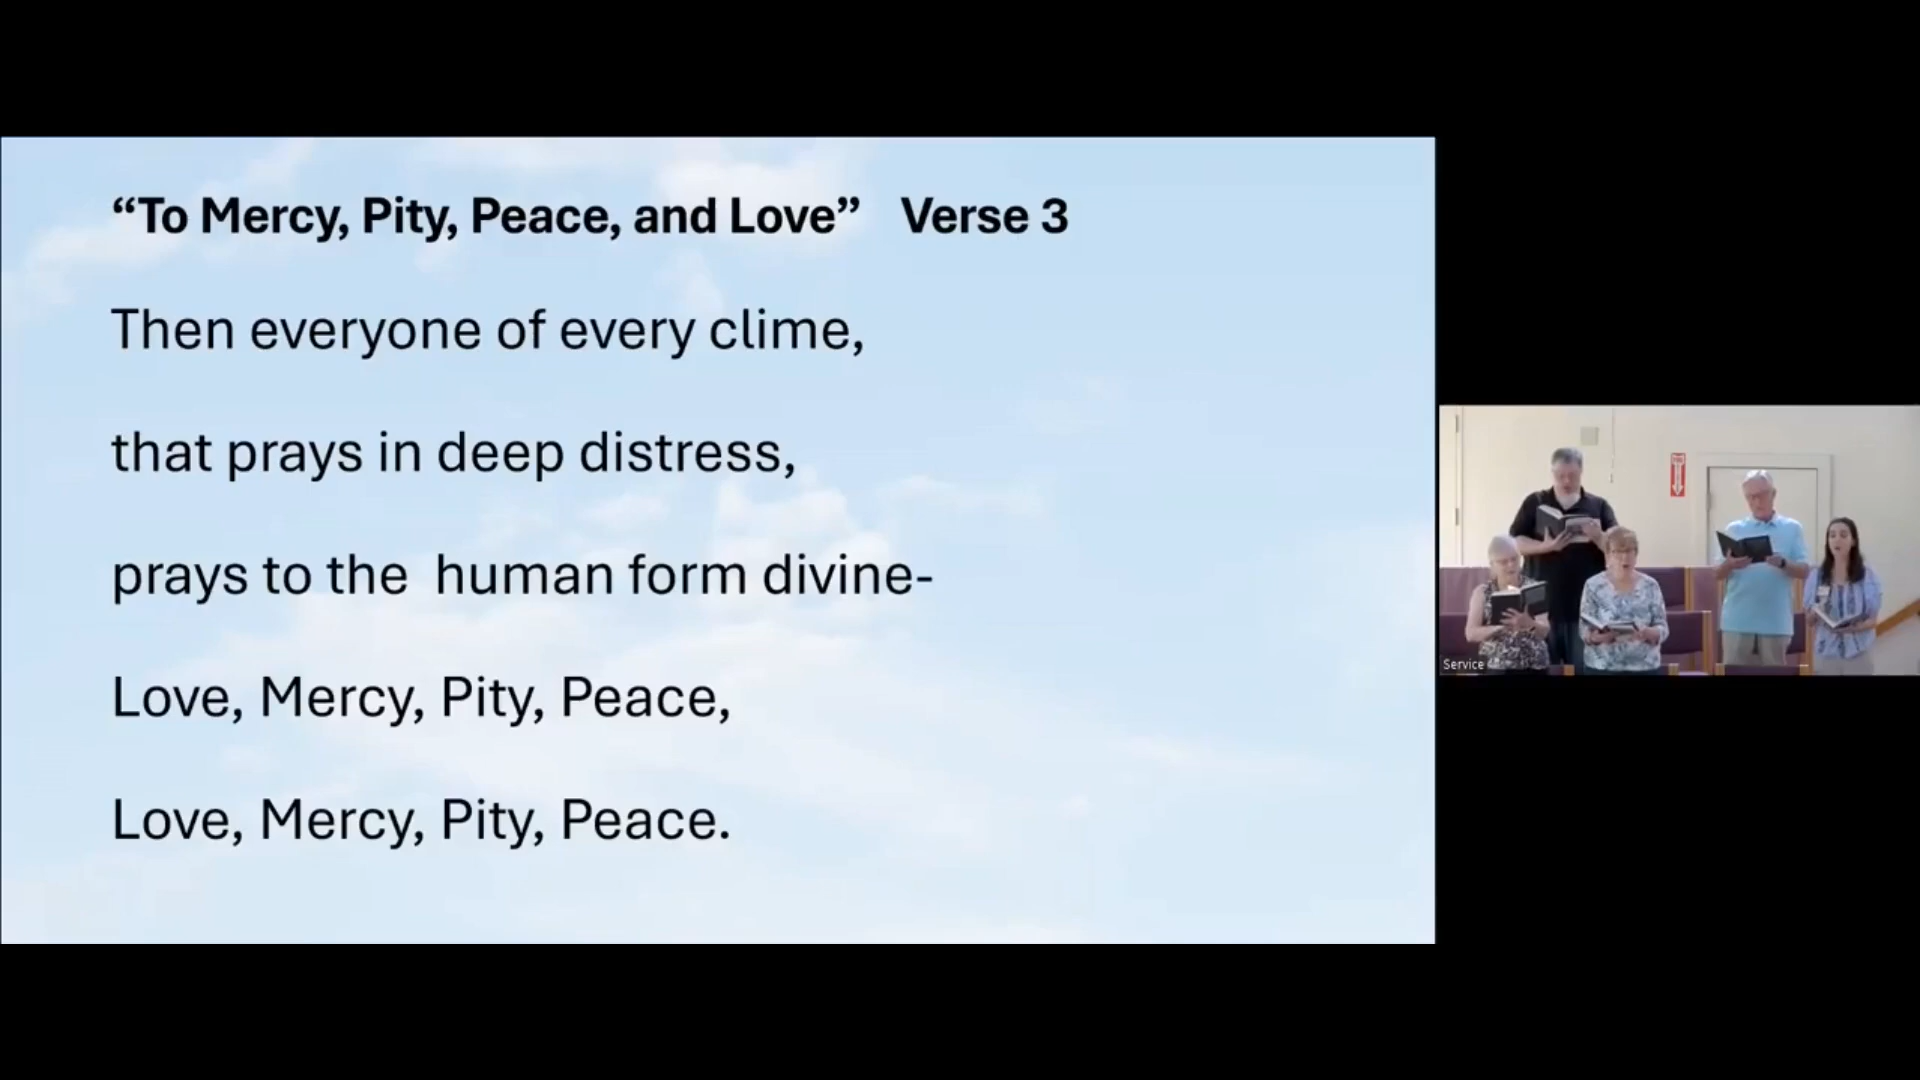 “To Mercy, Pity, Peace, and Love” Verse 3
Then everyone of every clime,
that prays in deep distress,
prays to the human form divine-
Love, Mercy, Pity, Peace,
Love, Mercy, Pity, Peace.
Service